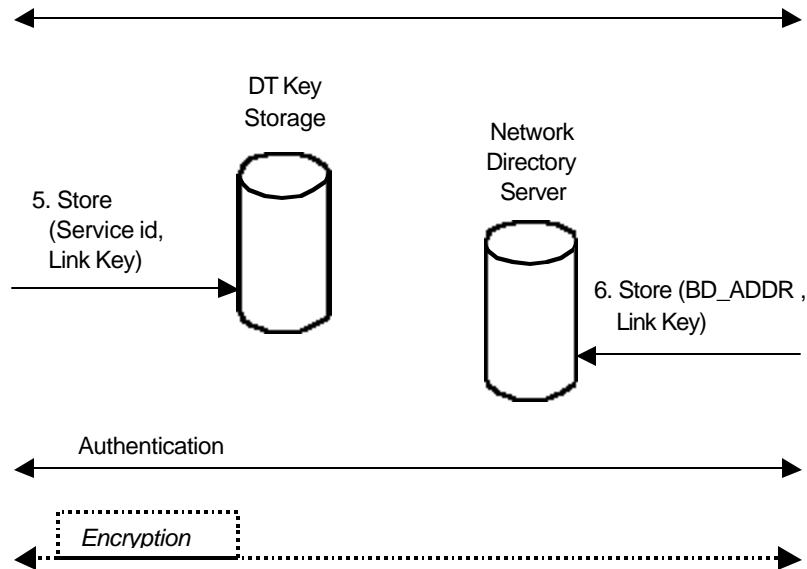 DT Key
Storage
Network
Directory
Server
5. Store
(Service id,
Link Key)
6. Store (BD_ADDR ,
Link Key)
Authentication
Encryption